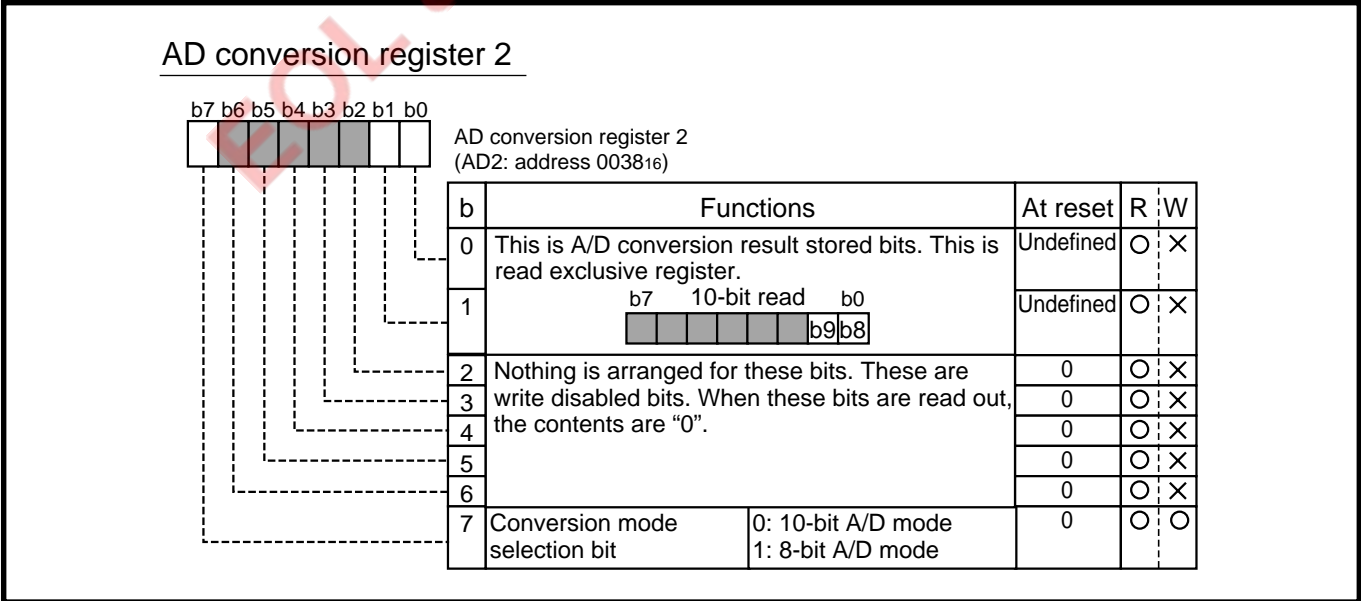 EOL
AD conversion register 2
b7 b6 b5 b4 b3 b2 b1 b0
AD conversion register 2
(AD2: address 0038₁₆)
b Functions At reset R W
0 This is A/D conversion result stored bits. This is Undefined O ×
read exclusive register.
b7 10-bit read b0
1 Undefined O ×
b9 b8
2 Nothing is arranged for these bits. These are 0 O ×
3 write disabled bits. When these bits are read out, 0 O ×
4 the contents are “0”. 0 O ×
5 0 O ×
6 0 O ×
7 Conversion mode 0: 10-bit A/D mode 0 O O
selection bit 1: 8-bit A/D mode